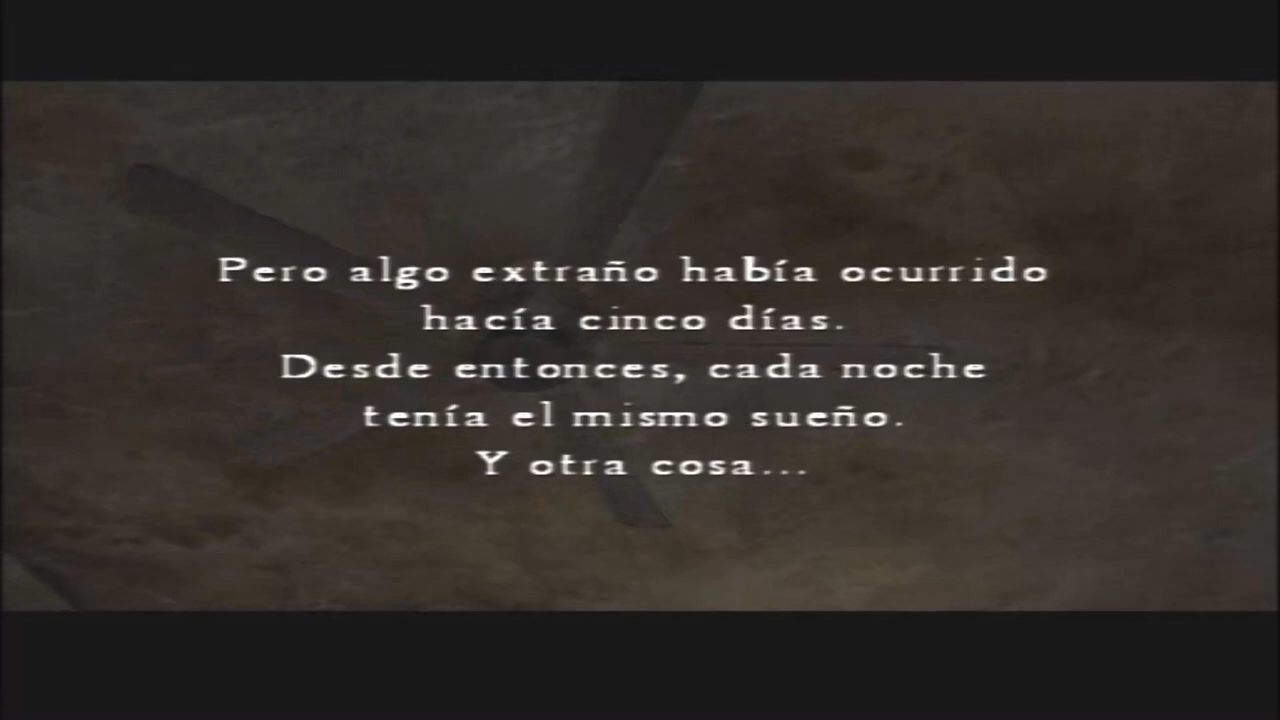 Pero algo extraño había ocurrido
hacía cinco días.
Desde entonces, cada noche
tenía el mismo sueño.
Y otra cosa...